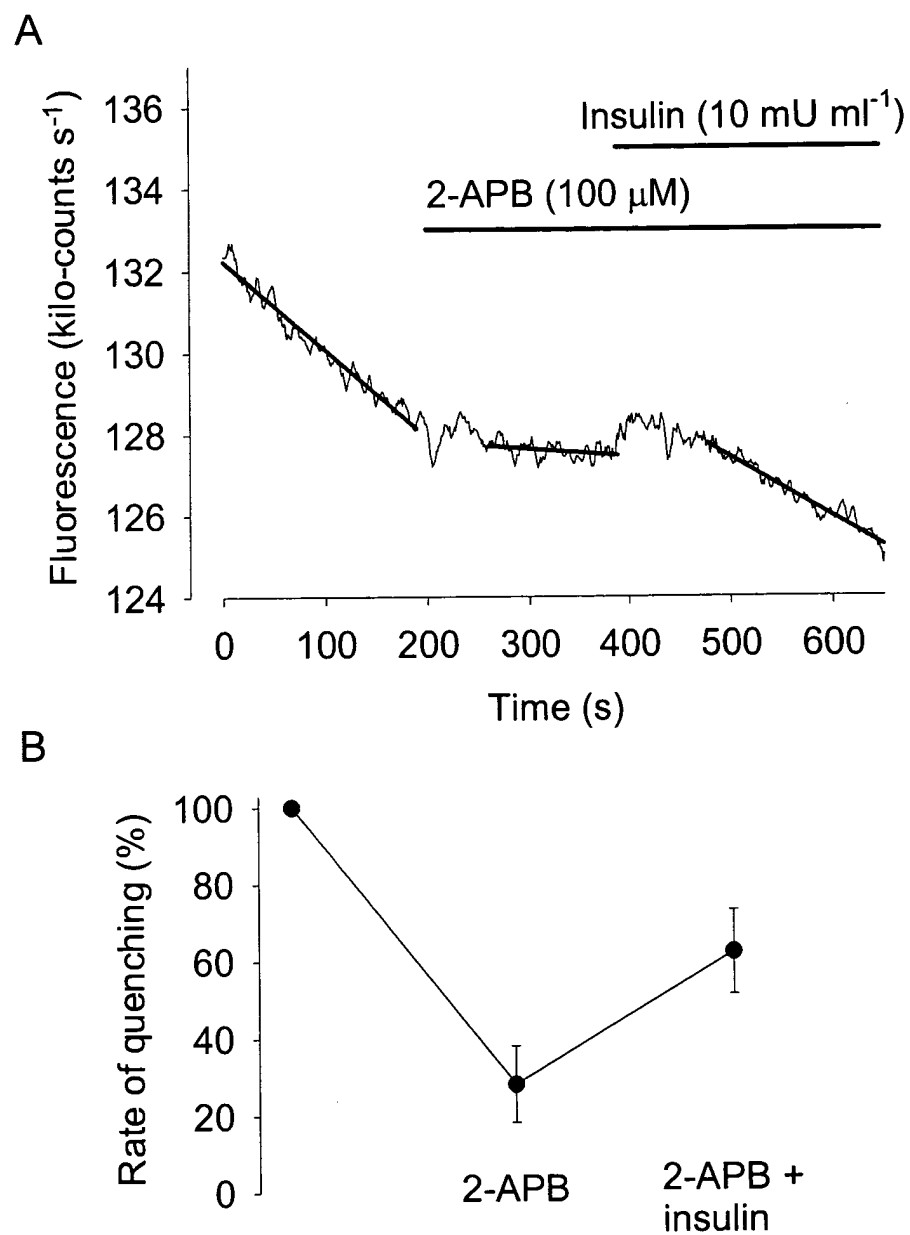 A
Fluorescence (kilo-counts s⁻¹)
136
134
132
130
128
126
124
Insulin (10 mU ml⁻¹)
2-APB (100 μM)
0 100 200 300 400 500 600
Time (s)
B
Rate of quenching (%)
100
80
60
40
20
0
2-APB
2-APB +
insulin